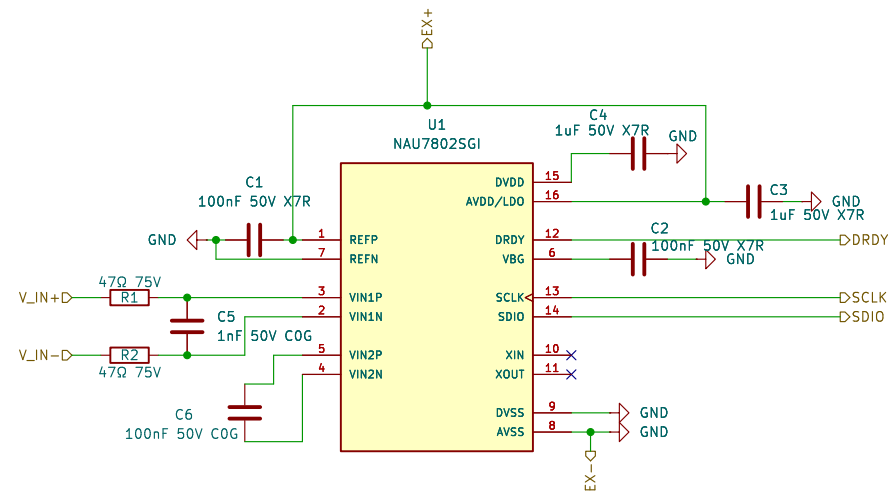 EX+
U1
NAU7802SGI
C4
1uF 50V X7R
GND
C1
100nF 50V X7R
GND
DVDD 15
AVDD/LDO 16
C3
GND
1uF 50V X7R
1 REFP
7 REFN
DRDY 12
VBG 6
C2
100nF 50V X7R
GND
DRDY
47Ω 75V
V_IN+ R1
3 VIN1P
2 VIN1N
SCLK 13
SDIO 14
SCLK
SDIO
C5
1nF 50V C0G
V_IN- R2
47Ω 75V
5 VIN2P
4 VIN2N
XIN 10
XOUT 11
C6
100nF 50V C0G
DVSS 9
AVSS 8
GND
GND
EX-